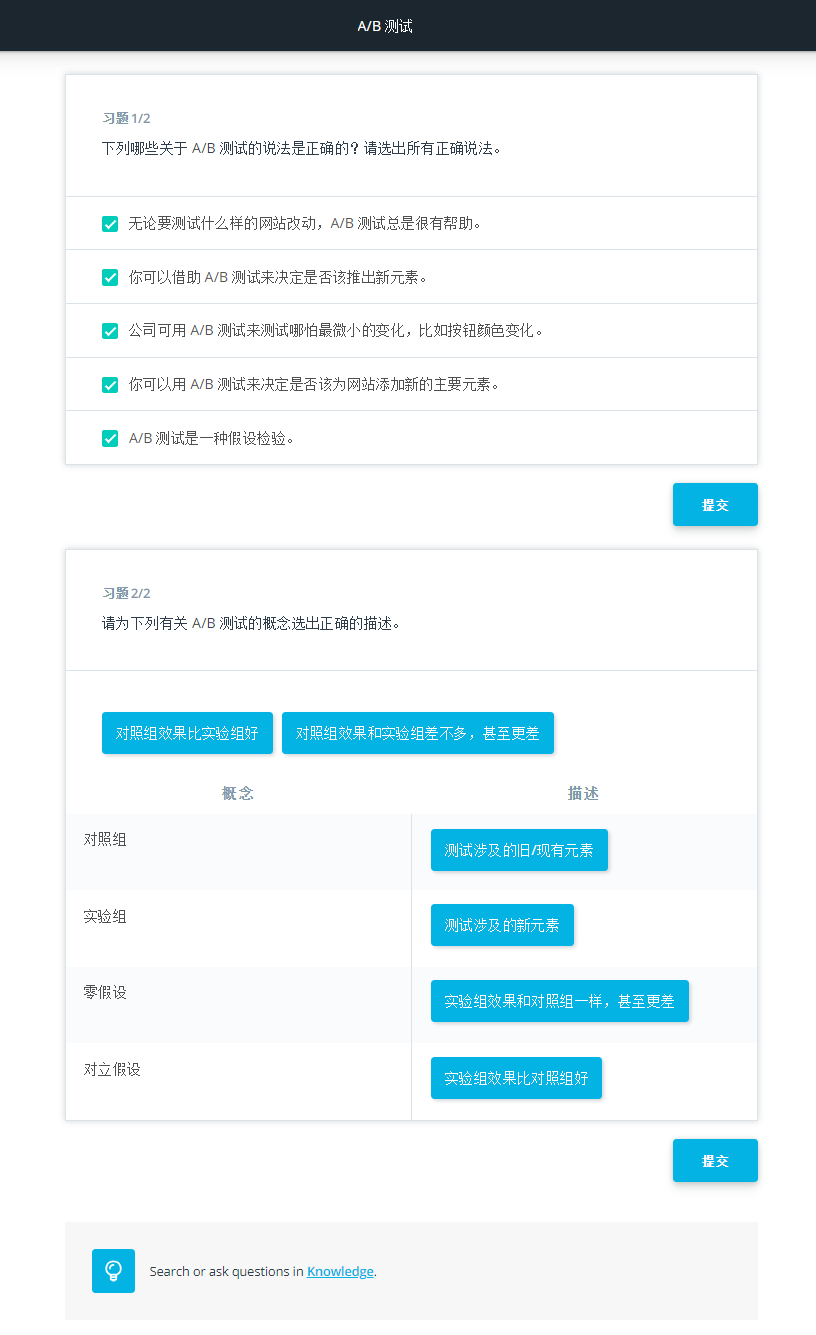 A/B 测试
习题 1/2
下列哪些关于 A/B 测试的说法是正确的？请选出所有正确说法。
无论要测试什么样的网站改动，A/B 测试总是很有帮助。
你可以借助 A/B 测试来决定是否该推出新元素。
公司可用 A/B 测试来测试哪怕最微小的变化，比如按钮颜色变化。
你可以用 A/B 测试来决定是否该为网站添加新的主要元素。
A/B 测试是一种假设检验。
提交
习题 2/2
请为下列有关 A/B 测试的概念选出正确的描述。
对照组效果比实验组好 对照组效果和实验组差不多，甚至更差
概念 描述
对照组 测试涉及的旧/现有元素
实验组 测试涉及的新元素
零假设 实验组效果和对照组一样，甚至更差
对立假设 实验组效果比对照组好
提交
Search or ask questions in Knowledge.